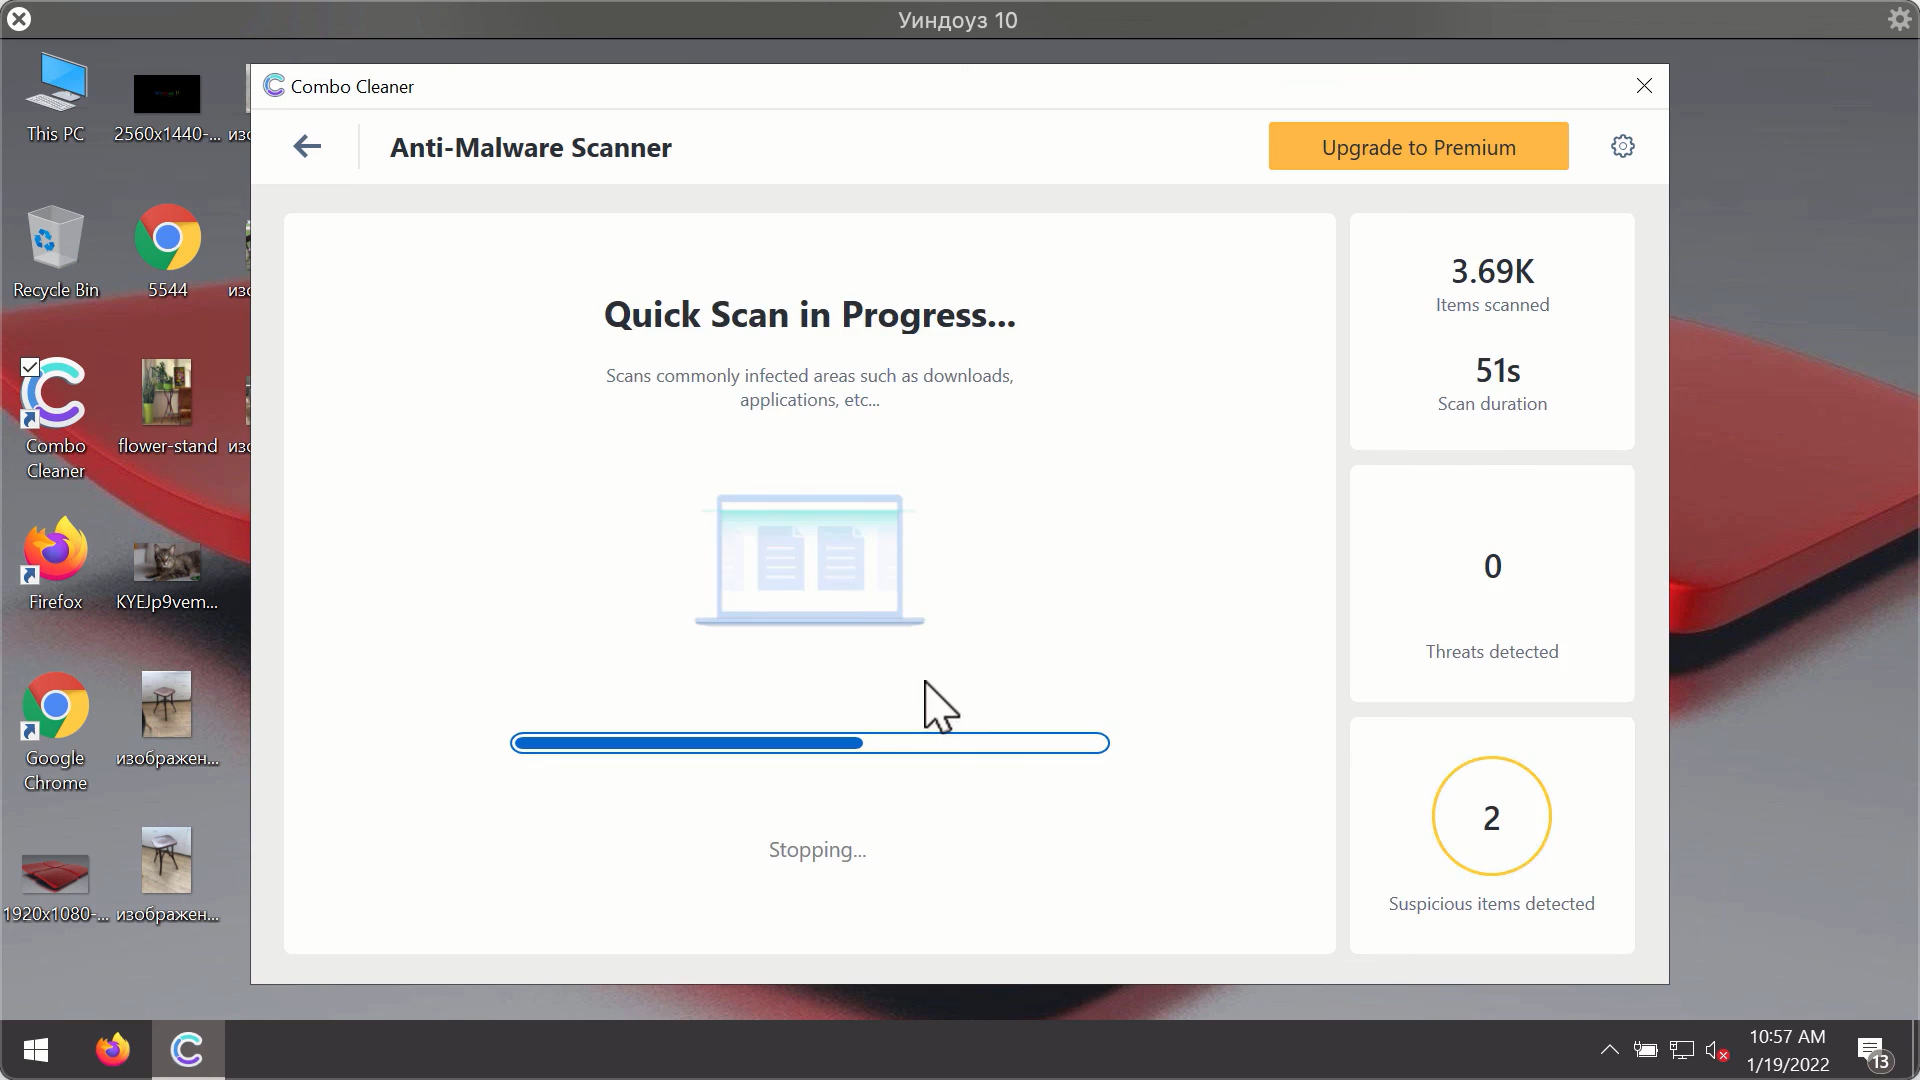 Уиндоуз 10
This PC
2560x1440-...
изо
Combo Cleaner
Anti-Malware Scanner
Upgrade to Premium
Recycle Bin
5544
изо
Quick Scan in Progress...
Scans commonly infected areas such as downloads,
applications, etc...
3.69K
Items scanned
51s
Scan duration
Combo
Cleaner
flower-stand
изо
0
Threats detected
Firefox
KYEJp9vem...
Google
Chrome
изображен...
Stopping...
2
Suspicious items detected
1920x1080-...
изображен...
10:57 AM
1/19/2022
13